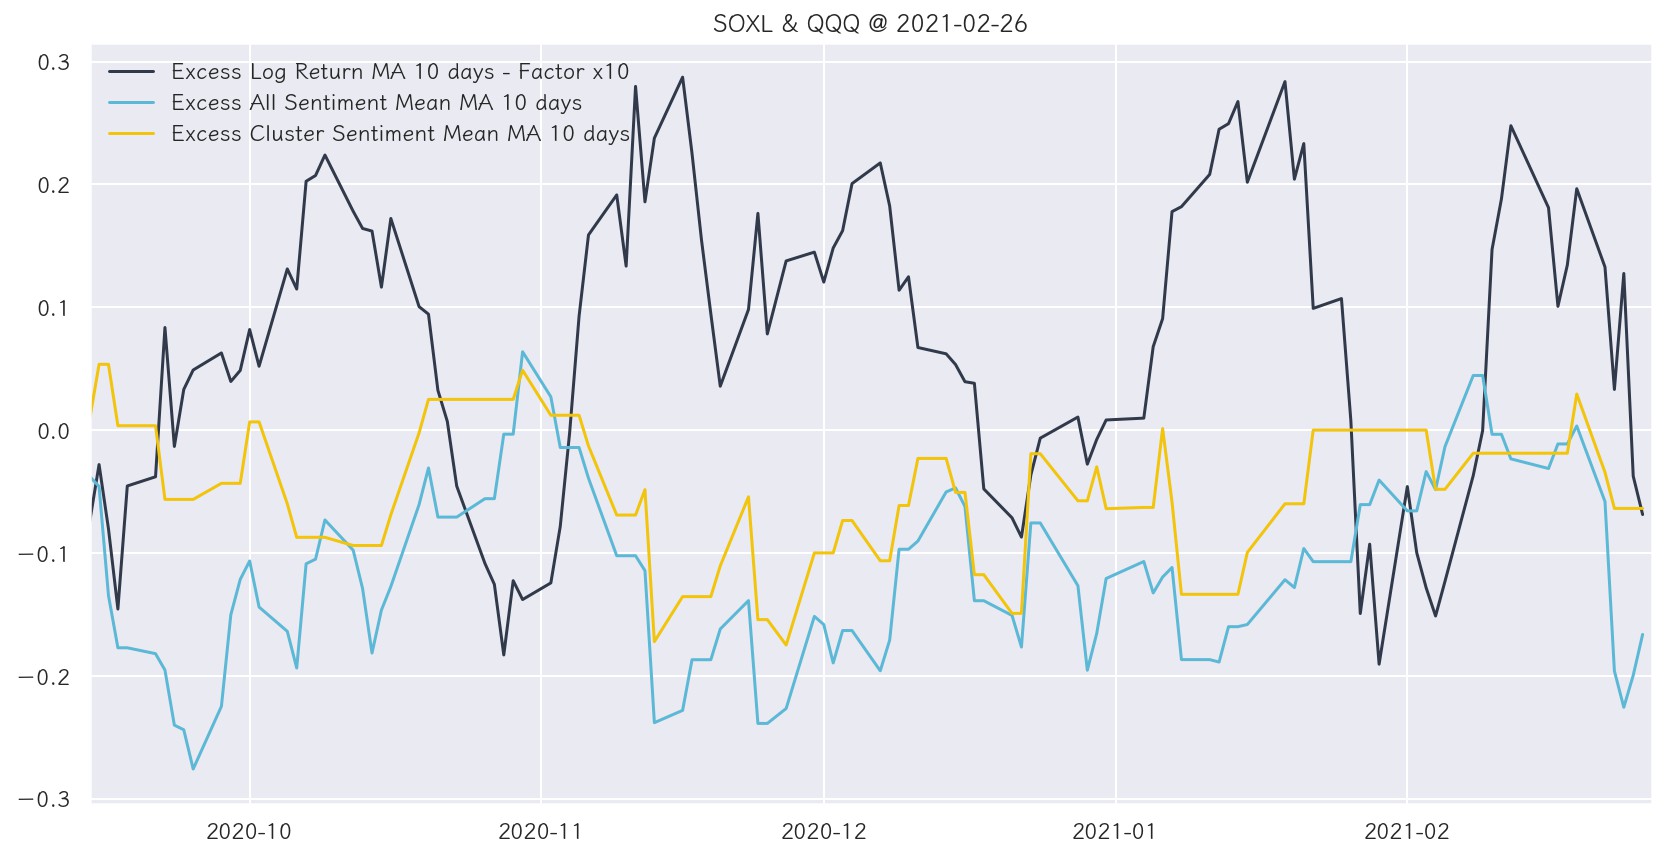 SOXL & QQQ @ 2021-02-26
Excess Log Return MA 10 days - Factor x10
Excess All Sentiment Mean MA 10 days
Excess Cluster Sentiment Mean MA 10 days
0.3
0.2
0.1
0.0
−0.1
−0.2
−0.3
2020-10 2020-11 2020-12 2021-01 2021-02